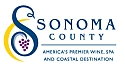 SONOMA
COUNTY
AMERICA'S PREMIER WINE, SPA
AND COASTAL DESTINATION